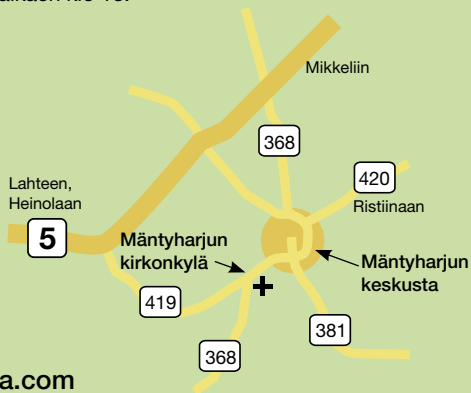 Mikkeliin
368
420
Lahteen,
Heinolaan
Ristiinaan
5
Mäntyharjun
kirkonkylä
Mäntyharjun
keskusta
419
381
368
a.com